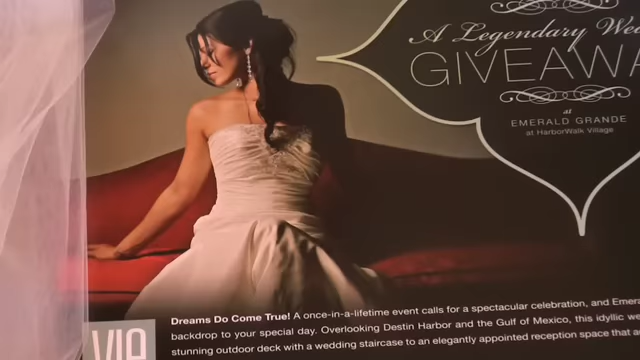 A Legendary
GIVEAWA
at
EMERALD GRANDE
at HarborWalk Village
Dreams Do Come True! A once-in-a-lifetime event calls for a spectacular celebration, and Emera
backdrop to your special day. Overlooking Destin Harbor and the Gulf of Mexico, this idyllic we
stunning outdoor deck with a wedding staircase to an elegantly appointed reception space that
VIA